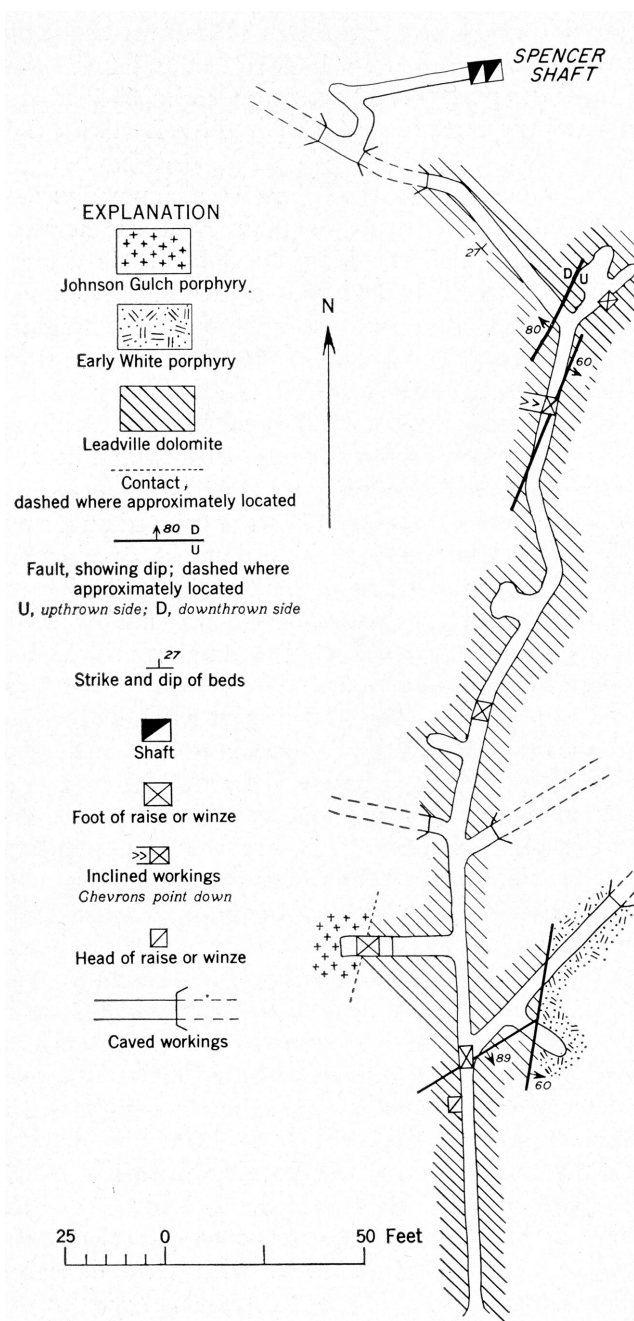 SPENCER
SHAFT
EXPLANATION
Johnson Gulch porphyry
Early White porphyry
Leadville dolomite
Contact,
dashed where approximately located
80 D
U
Fault, showing dip; dashed where
approximately located
U, upthrown side; D, downthrown side
27
Strike and dip of beds
Shaft
Foot of raise or winze
Inclined workings
Chevrons point down
Head of raise or winze
Caved workings
N
27
D U
80
60
89
60
25 0 50 Feet